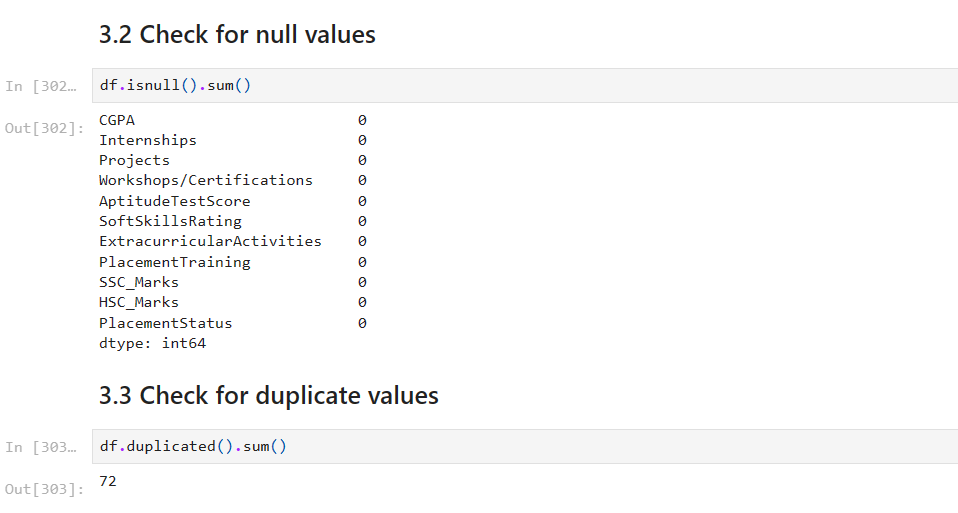 3.2 Check for null values
In [302…
df.isnull().sum()
Out[302]:
CGPA 0
Internships 0
Projects 0
Workshops/Certifications 0
AptitudeTestScore 0
SoftSkillsRating 0
ExtracurricularActivities 0
PlacementTraining 0
SSC_Marks 0
HSC_Marks 0
PlacementStatus 0
dtype: int64
3.3 Check for duplicate values
In [303…
df.duplicated().sum()
Out[303]:
72